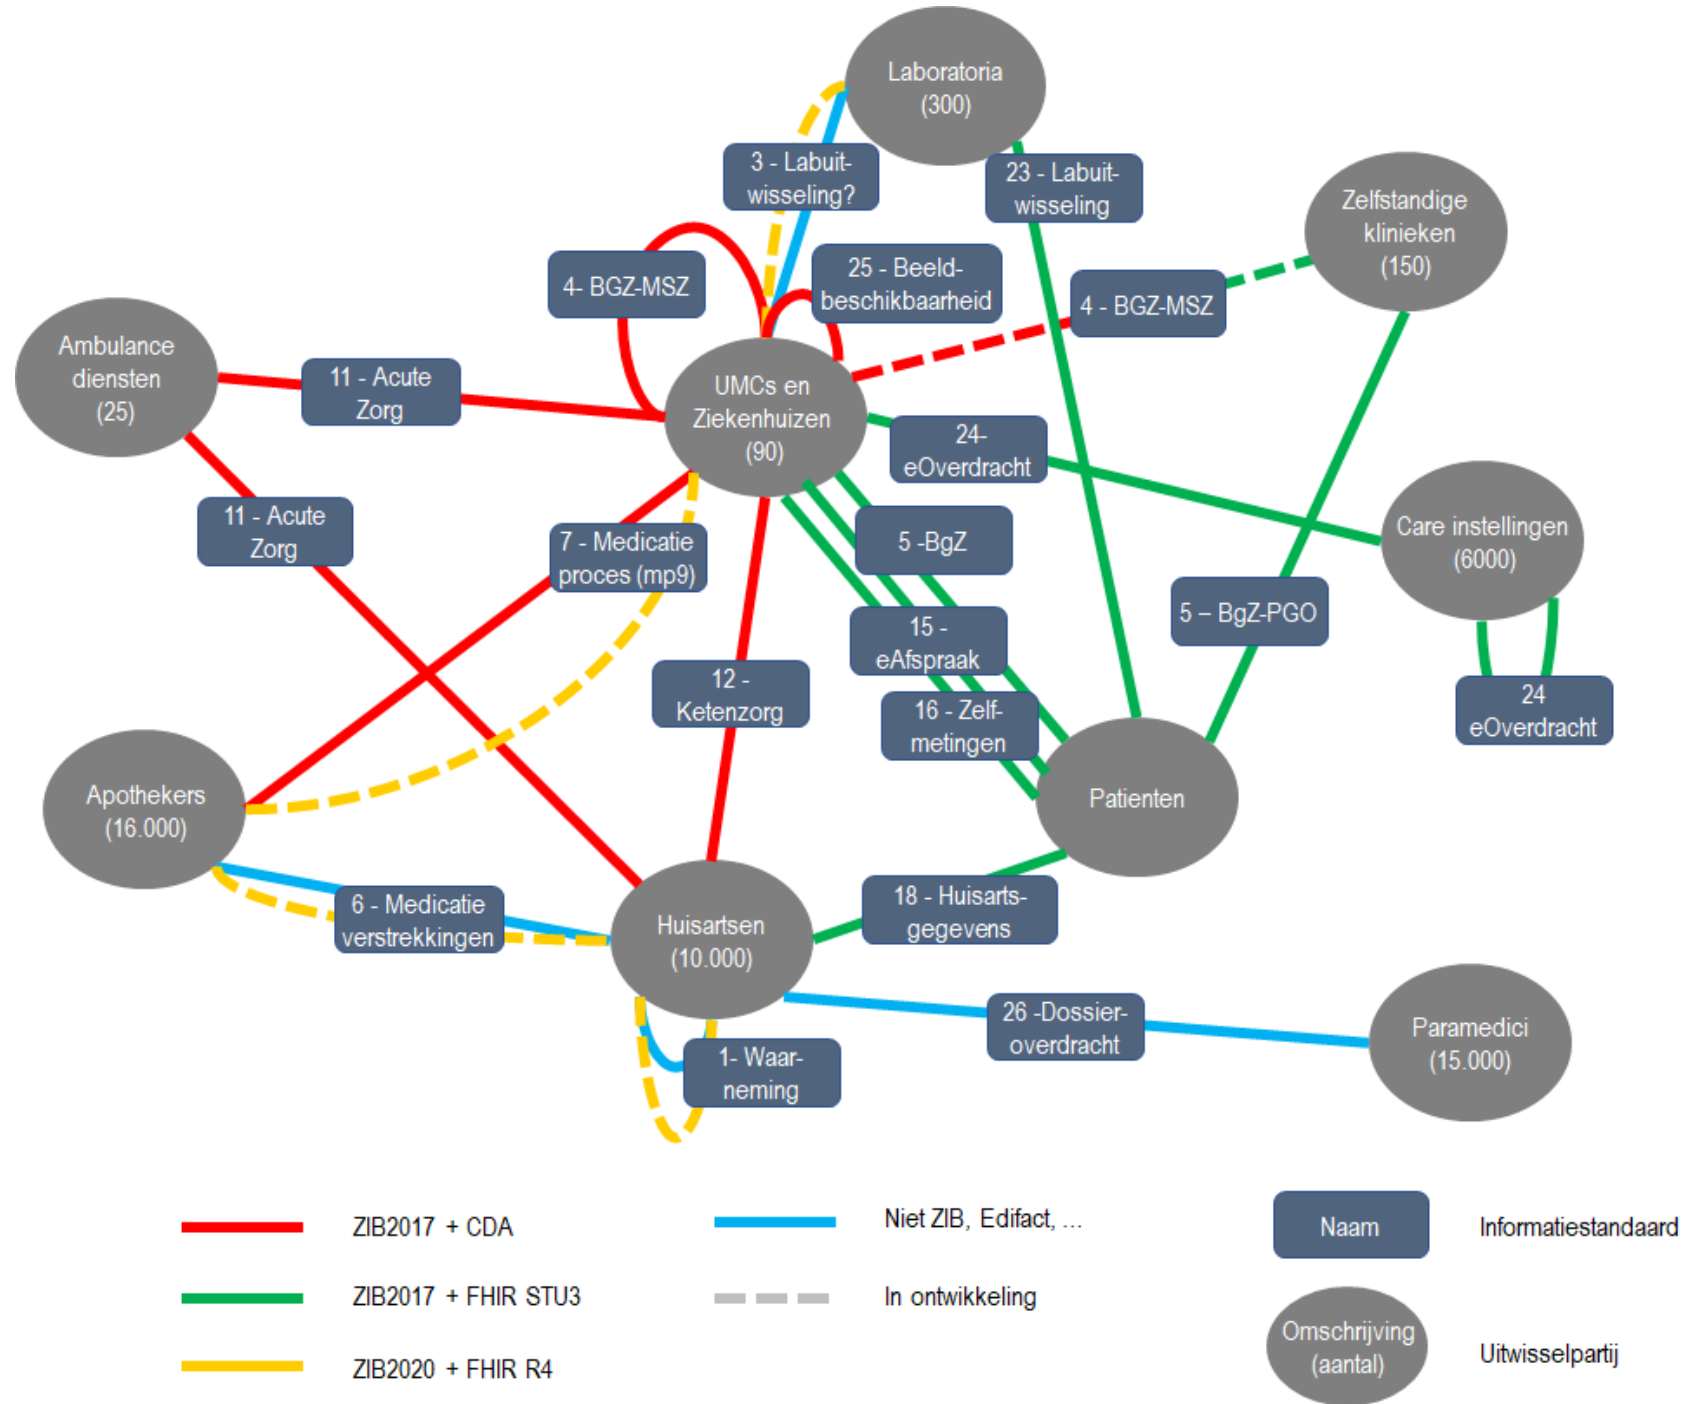 Laboratoria
(300)
3 - Labuit-
wisseling?
23 - Labuit-
wisseling
Zelfstandige
klinieken
(150)
4- BGZ-MSZ
25 - Beeld-
beschikbaarheid
4 - BGZ-MSZ
Ambulance
diensten
(25)
11 - Acute
Zorg
UMCs en
Ziekenhuizen
(90)
24-
eOverdracht
11 - Acute
Zorg
7 - Medicatie
proces (mp9)
5 -BgZ
Care instellingen
(6000)
15 -
eAfspraak
5 – BgZ-PGO
12 -
Ketenzorg
16 - Zelf-
metingen
24
eOverdracht
Apothekers
(16.000)
Patienten
6 - Medicatie
verstrekkingen
Huisartsen
(10.000)
18 - Huisarts-
gegevens
26 -Dossier-
overdracht
Paramedici
(15.000)
1- Waar-
neming
ZIB2017 + CDA
Niet ZIB, Edifact, ...
Naam
Informatiestandaard
ZIB2017 + FHIR STU3
In ontwikkeling
Omschrijving
(aantal)
Uitwisselpartij
ZIB2020 + FHIR R4